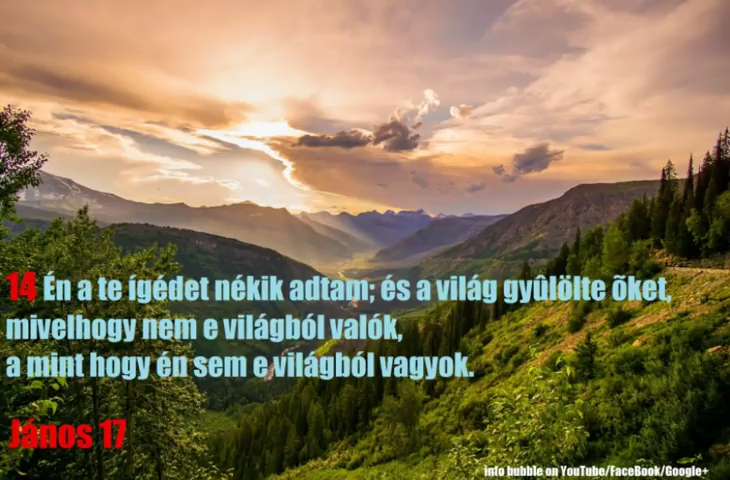 14 Én a te ígédet nékik adtam; és a világ gyûlölte õket,
mivelhogy nem e világból valók,
a mint hogy én sem e világból vagyok.
János 17
info bubble on YouTube/FaceBook/Google+